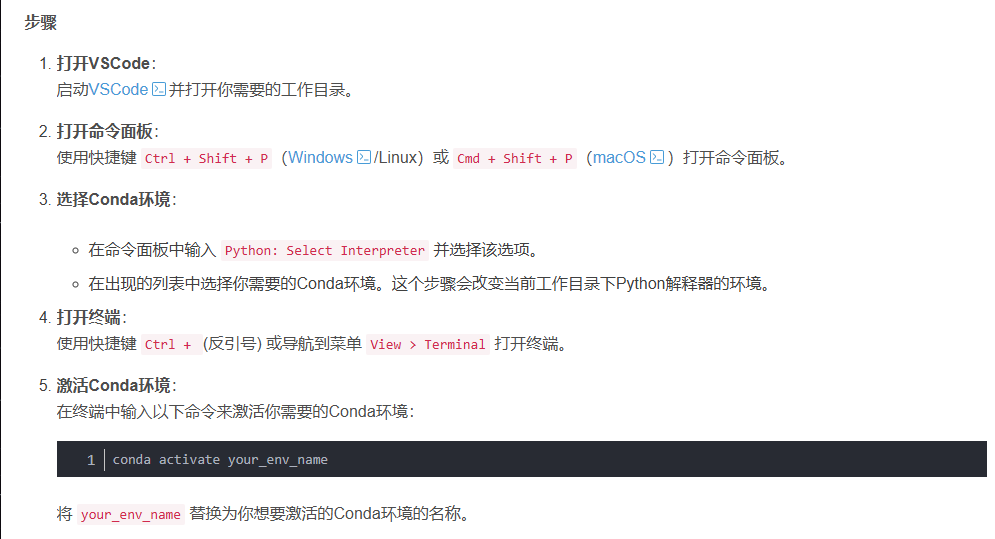 步骤
1. 打开VSCode：
启动VSCode并打开你需要的工作目录。
2. 打开命令面板：
使用快捷键 Ctrl + Shift + P（Windows/Linux）或 Cmd + Shift + P（macOS）打开命令面板。
3. 选择Conda环境：
在命令面板中输入 Python: Select Interpreter 并选择该选项。
在出现的列表中选择你需要的Conda环境。这个步骤会改变当前工作目录下Python解释器的环境。
4. 打开终端：
使用快捷键 Ctrl + (反引号) 或导航到菜单 View > Terminal 打开终端。
5. 激活Conda环境：
在终端中输入以下命令来激活你需要的Conda环境：
1 conda activate your_env_name
将 your_env_name 替换为你想要激活的Conda环境的名称。